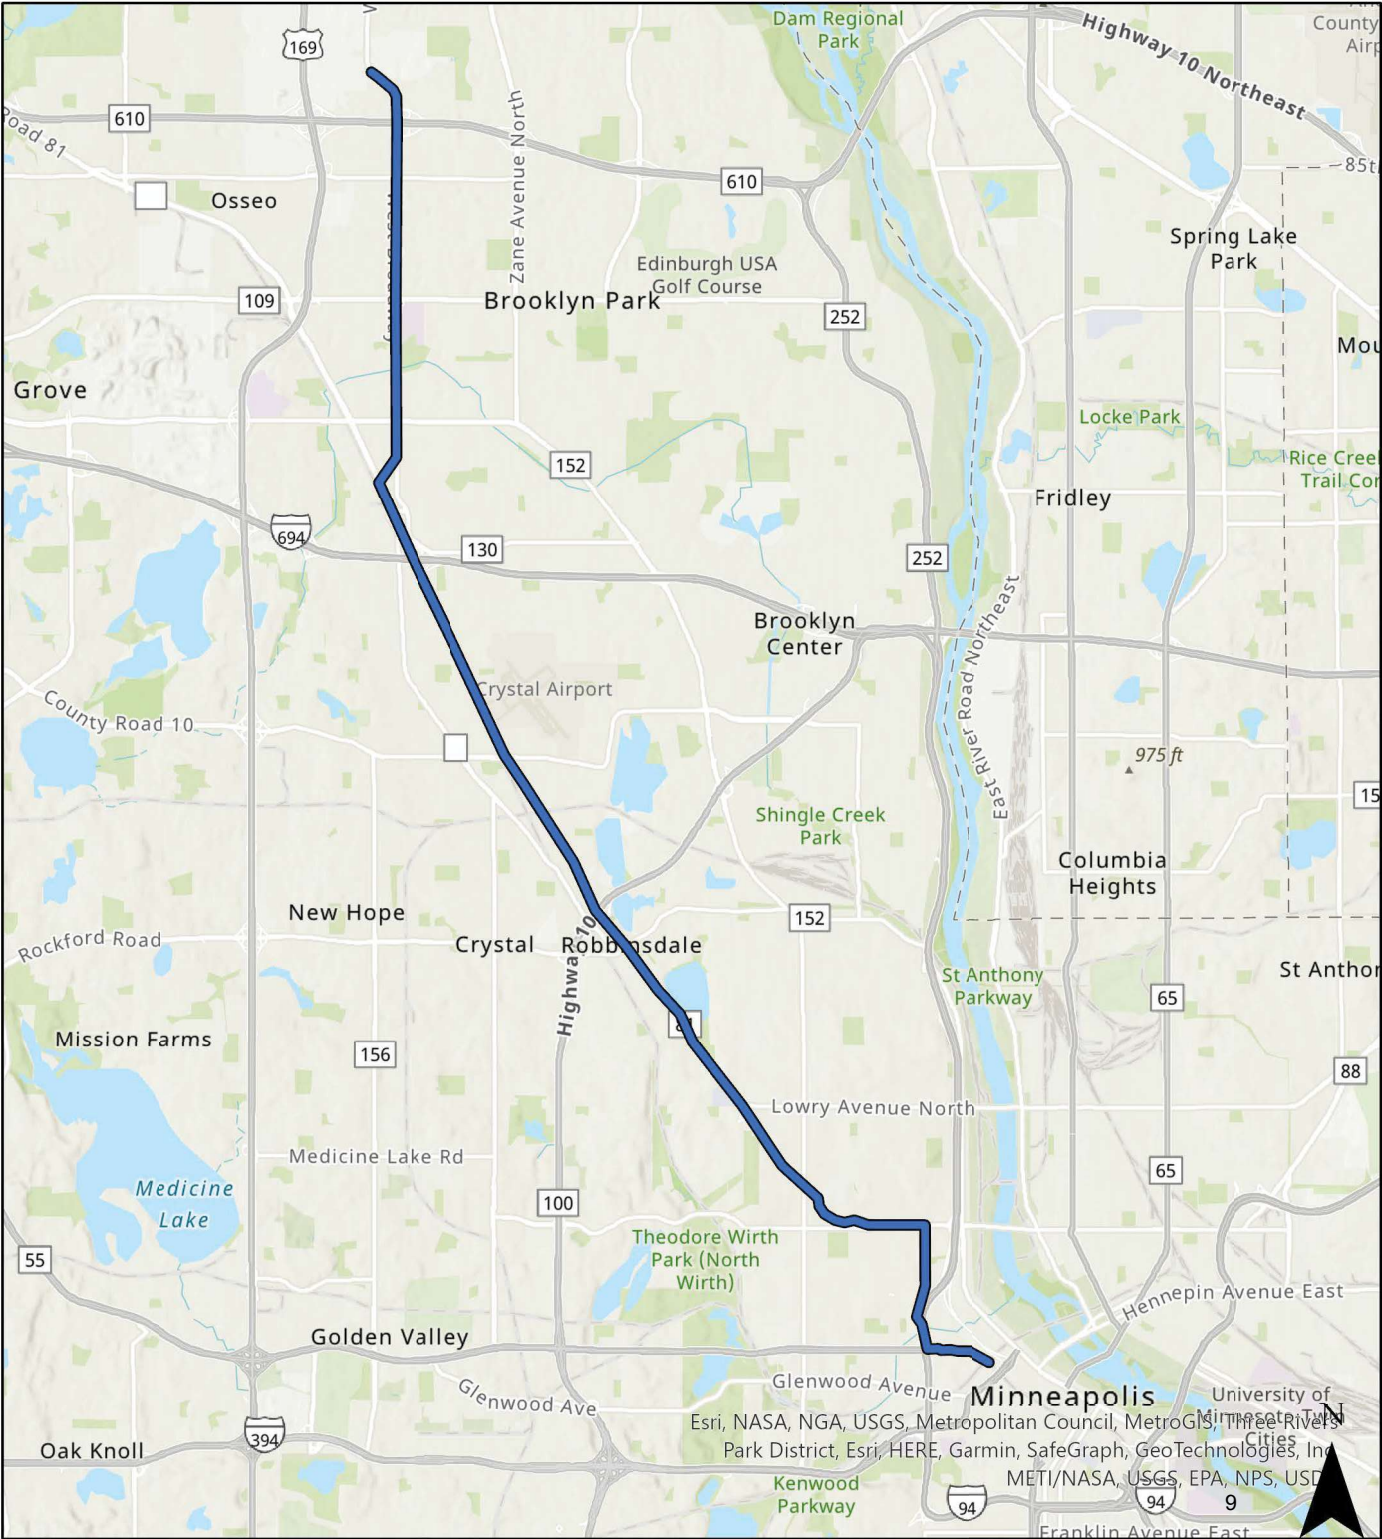 Dam Regional
Park
Highway 10 Northeast
County
169
610
Road 81
Zane Avenue North
610
85th
Osseo
Spring Lake
Park
Edinburgh USA
Golf Course
109
Brooklyn Park
252
Mou
Grove
Locke Park
152
Rice Creek
Trail Cor
Fridley
694
130
252
Brooklyn
Center
East River Road Northeast
Crystal Airport
County Road 10
975 ft
15
Shingle Creek
Park
Columbia
Heights
New Hope
152
Rockford Road
Crystal
Robbinsdale
Highway 10
St Anthony
Parkway
St Anthon
65
81
Mission Farms
156
88
Lowry Avenue North
Medicine Lake Rd
65
Medicine
Lake
100
Theodore Wirth
Park (North
Wirth)
55
Hennepin Avenue East
Golden Valley
Glenwood Avenue
Glenwood Ave
Minneapolis
University of
Minnesota Twin
Cities
N
Esri, NASA, NGA, USGS, Metropolitan Council, MetroGIS, Three Rivers
Park District, Esri, HERE, Garmin, SafeGraph, GeoTechnologies, Inc
METI/NASA, USGS, EPA, NPS, USD
394
Oak Knoll
Kenwood
Parkway
94
94
9
Franklin Avenue East